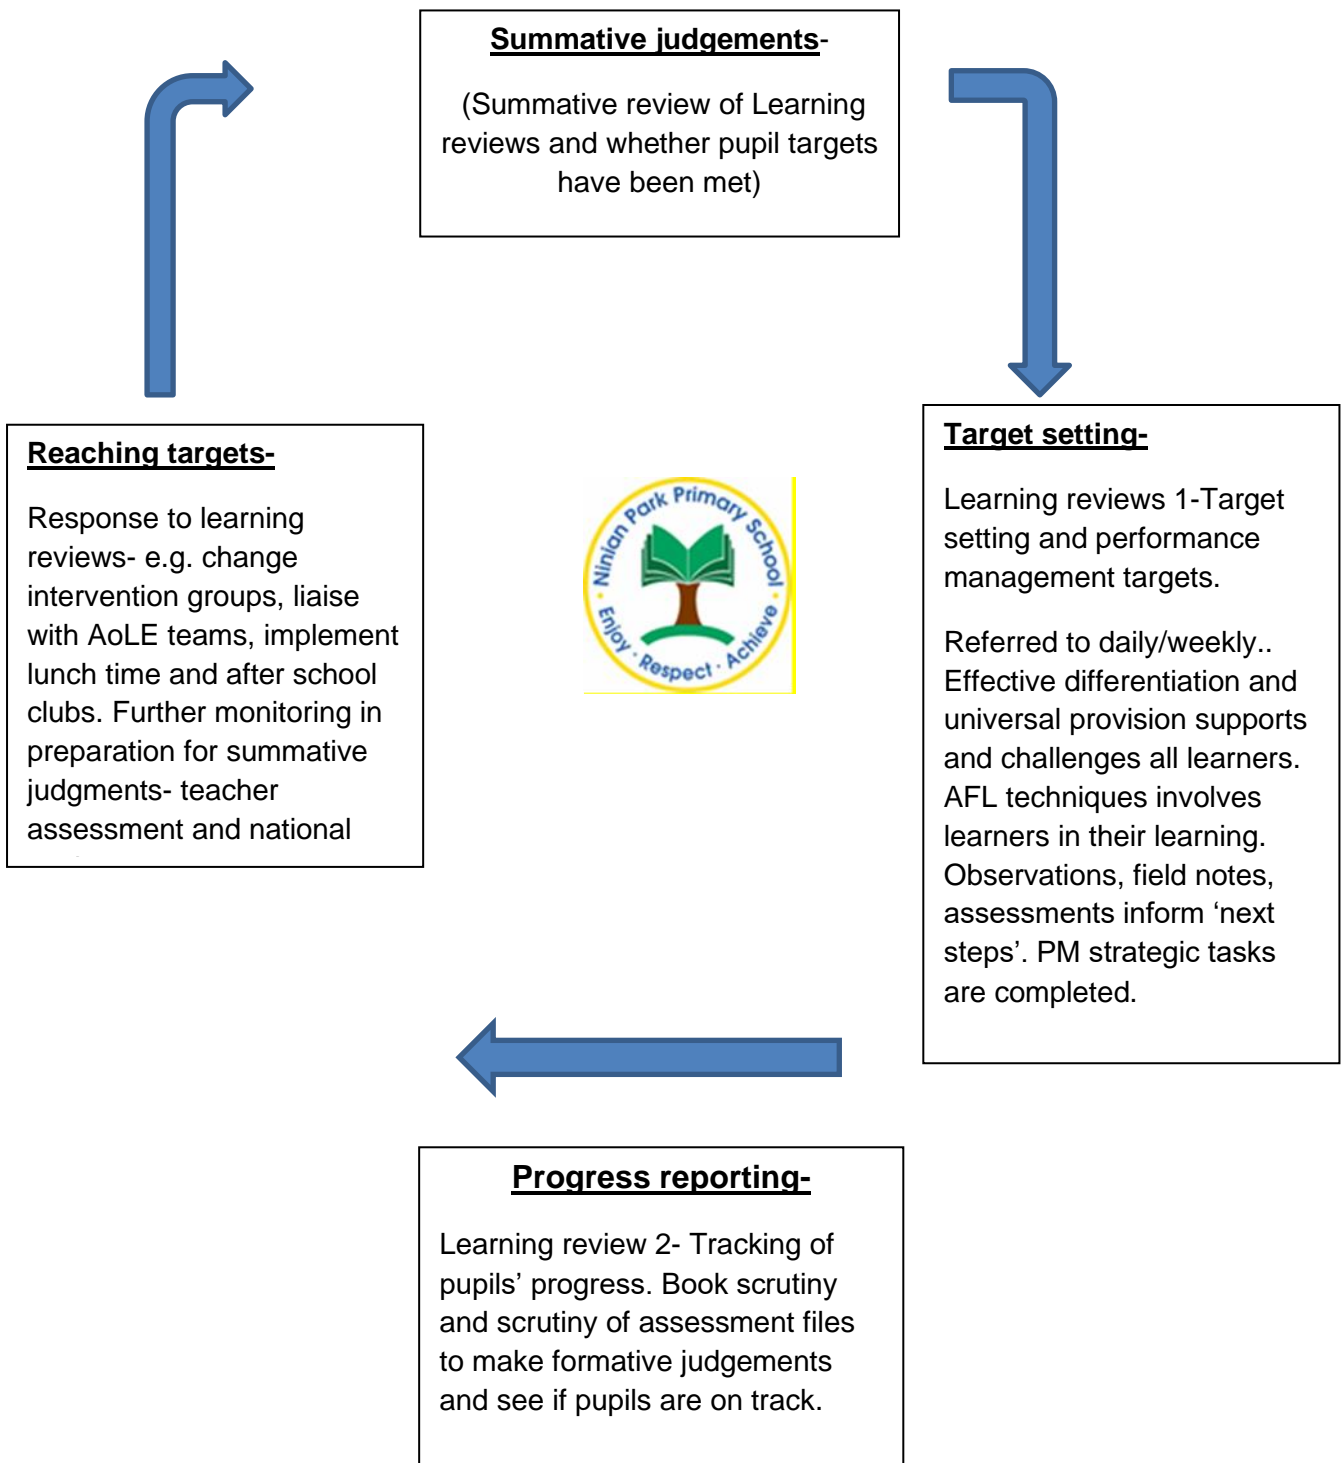 Summative judgements-
(Summative review of Learning
reviews and whether pupil targets
have been met)
Reaching targets-
Response to learning
reviews- e.g. change
intervention groups, liaise
with AoLE teams, implement
lunch time and after school
clubs. Further monitoring in
preparation for summative
judgments- teacher
assessment and national
Ninian Park Primary School
Enjoy · Respect · Achieve
Target setting-
Learning reviews 1-Target
setting and performance
management targets.
Referred to daily/weekly..
Effective differentiation and
universal provision supports
and challenges all learners.
AFL techniques involves
learners in their learning.
Observations, field notes,
assessments inform ‘next
steps’. PM strategic tasks
are completed.
Progress reporting-
Learning review 2- Tracking of
pupils’ progress. Book scrutiny
and scrutiny of assessment files
to make formative judgements
and see if pupils are on track.